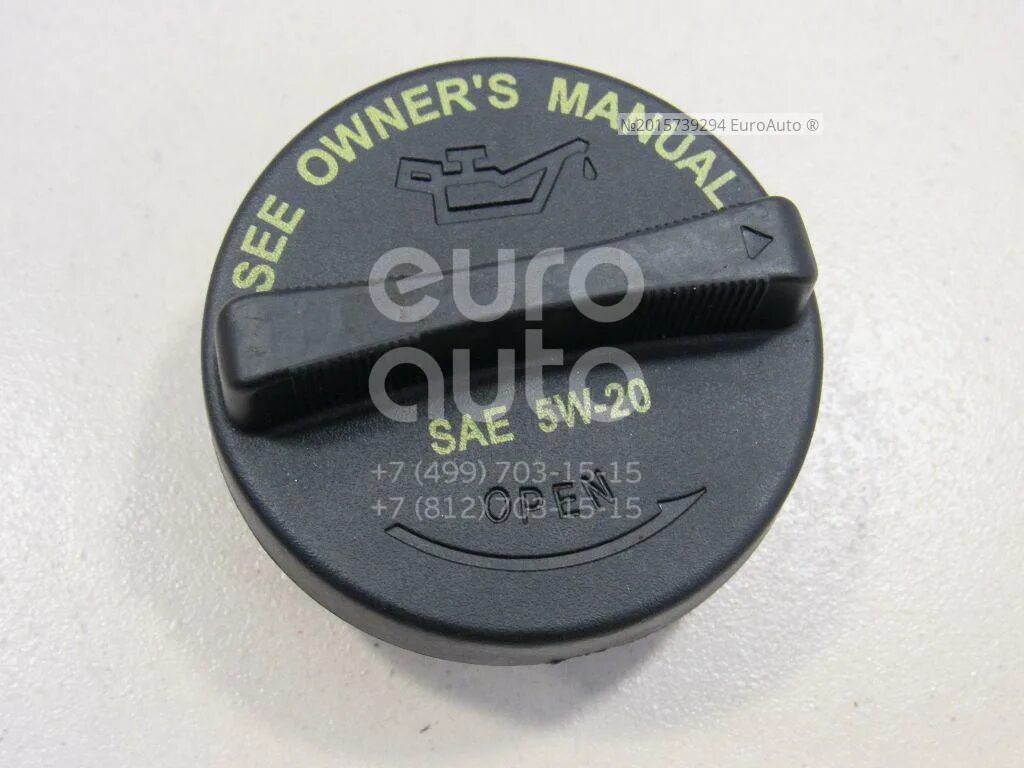 SEE OWNER'S MANUAL
№2015739294 EuroAuto ®
euro
auto
SAE 5W-20
+7 (499) 703-15-15
OPEN
+7 (812) 703-15-15